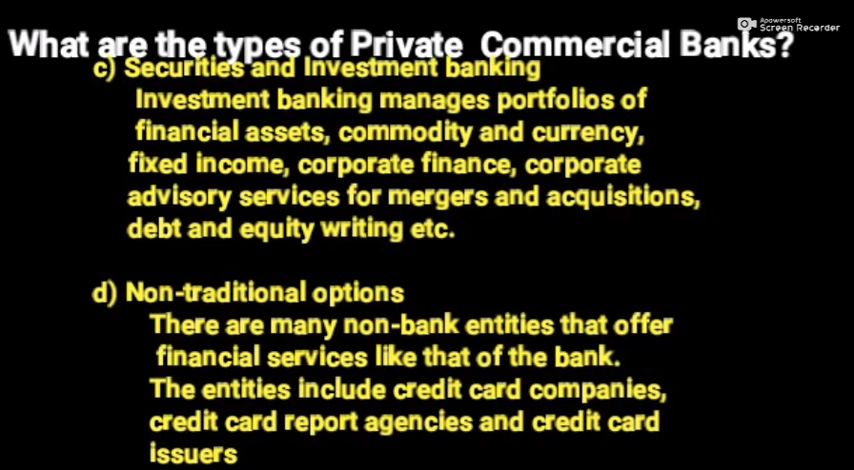 Apowersoft
Screen Recorder
What are the types of Private Commercial Banks?
c) Securities and Investment banking
Investment banking manages portfolios of
financial assets, commodity and currency,
fixed income, corporate finance, corporate
advisory services for mergers and acquisitions,
debt and equity writing etc.
d) Non-traditional options
There are many non-bank entities that offer
financial services like that of the bank.
The entities include credit card companies,
credit card report agencies and credit card
issuers